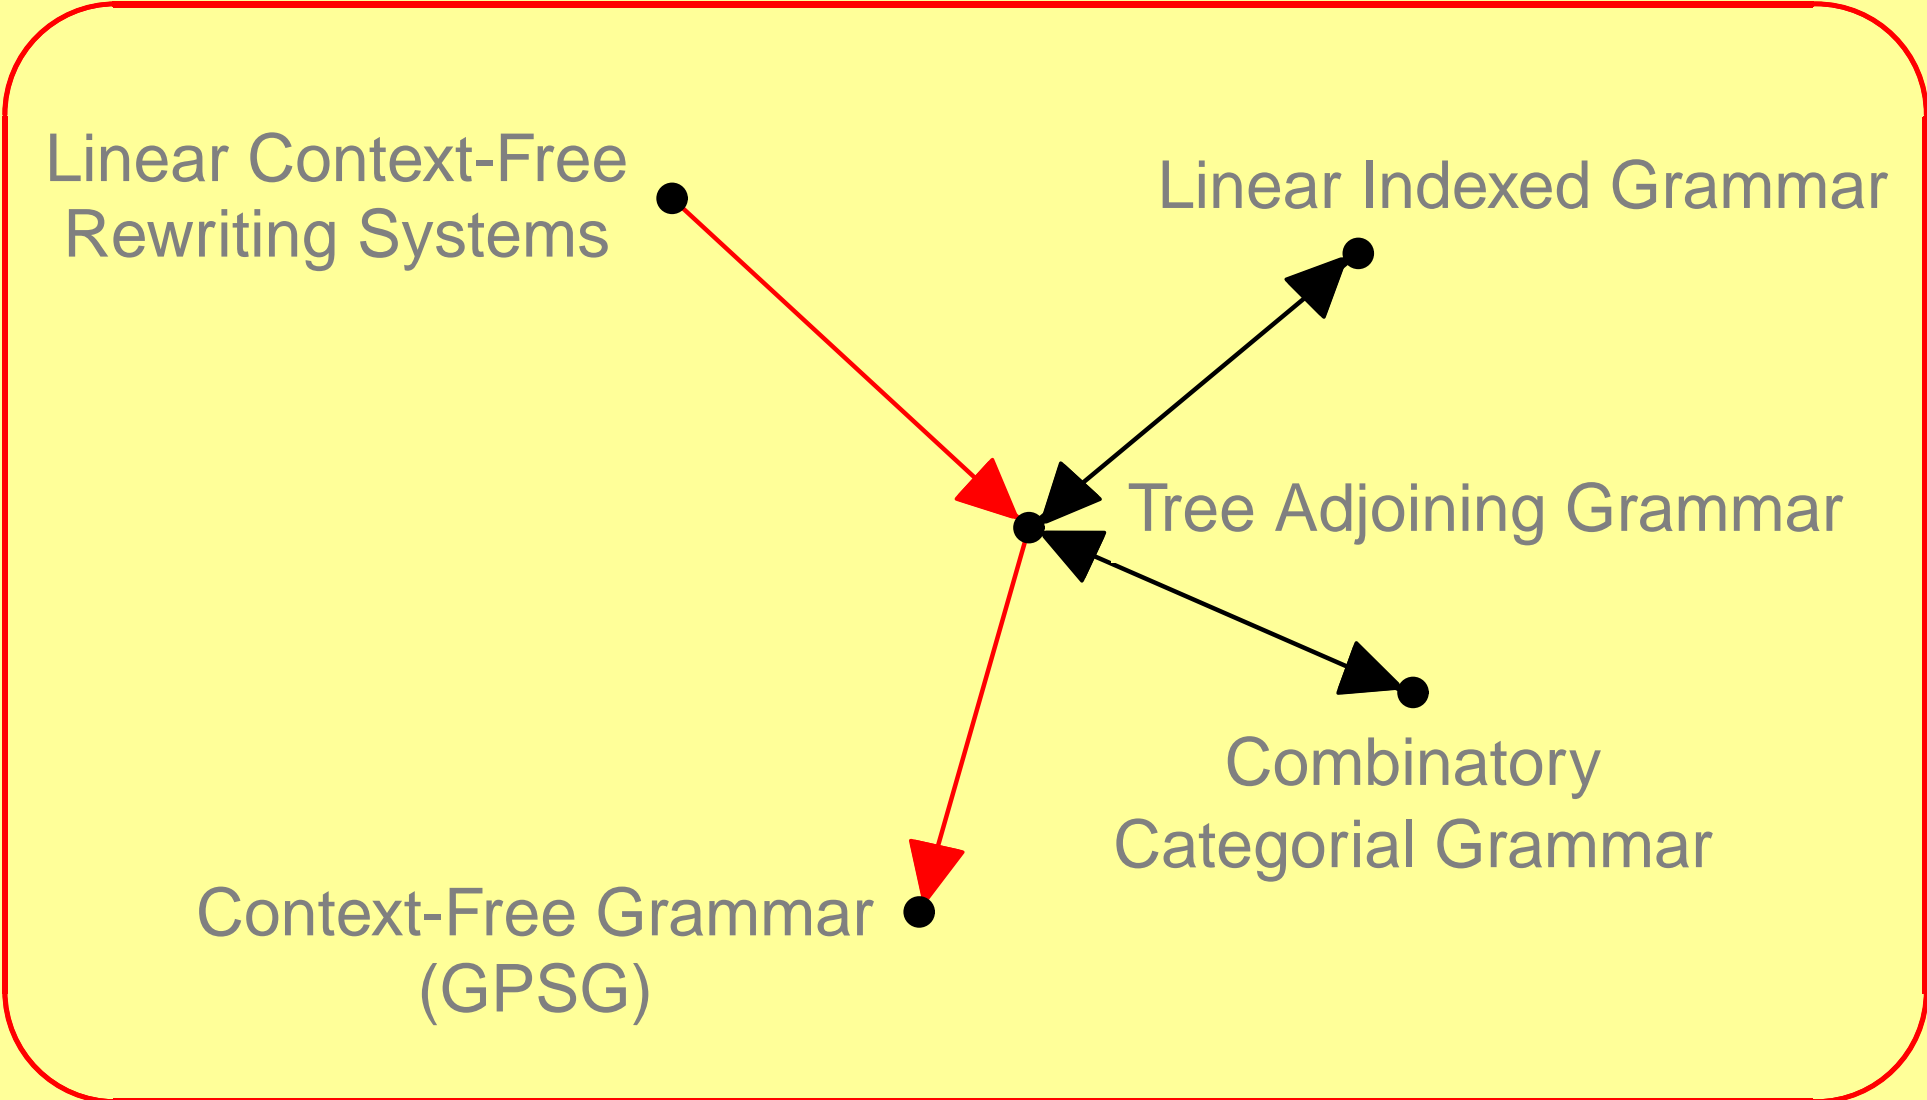 Linear Context-Free
Rewriting Systems
Linear Indexed Grammar
Tree Adjoining Grammar
Combinatory
Categorial Grammar
Context-Free Grammar
(GPSG)